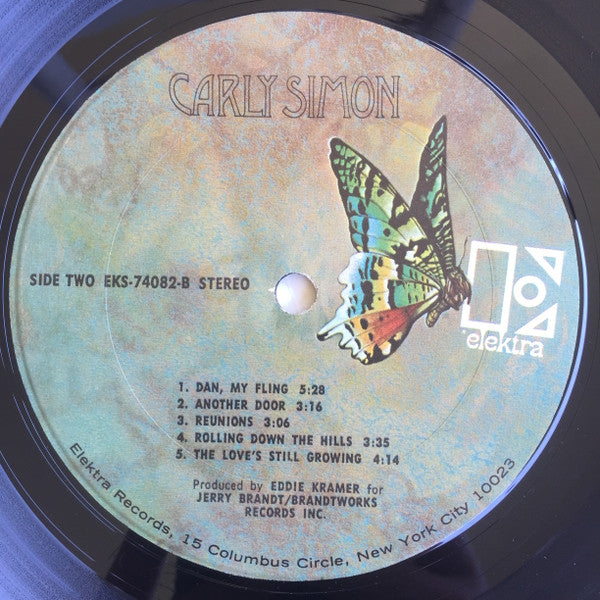 CARLY SIMON
SIDE TWO EKS-74082-B STEREO
elektra
1. DAN, MY FLING 5:28
2. ANOTHER DOOR 3:16
3. REUNIONS 3:06
4. ROLLING DOWN THE HILLS 3:35
5. THE LOVE'S STILL GROWING 4:14
Produced by EDDIE KRAMER for
JERRY BRANDT/BRANDTWORKS
RECORDS INC.
Elektra Records, 15 Columbus Circle, New York City 10023